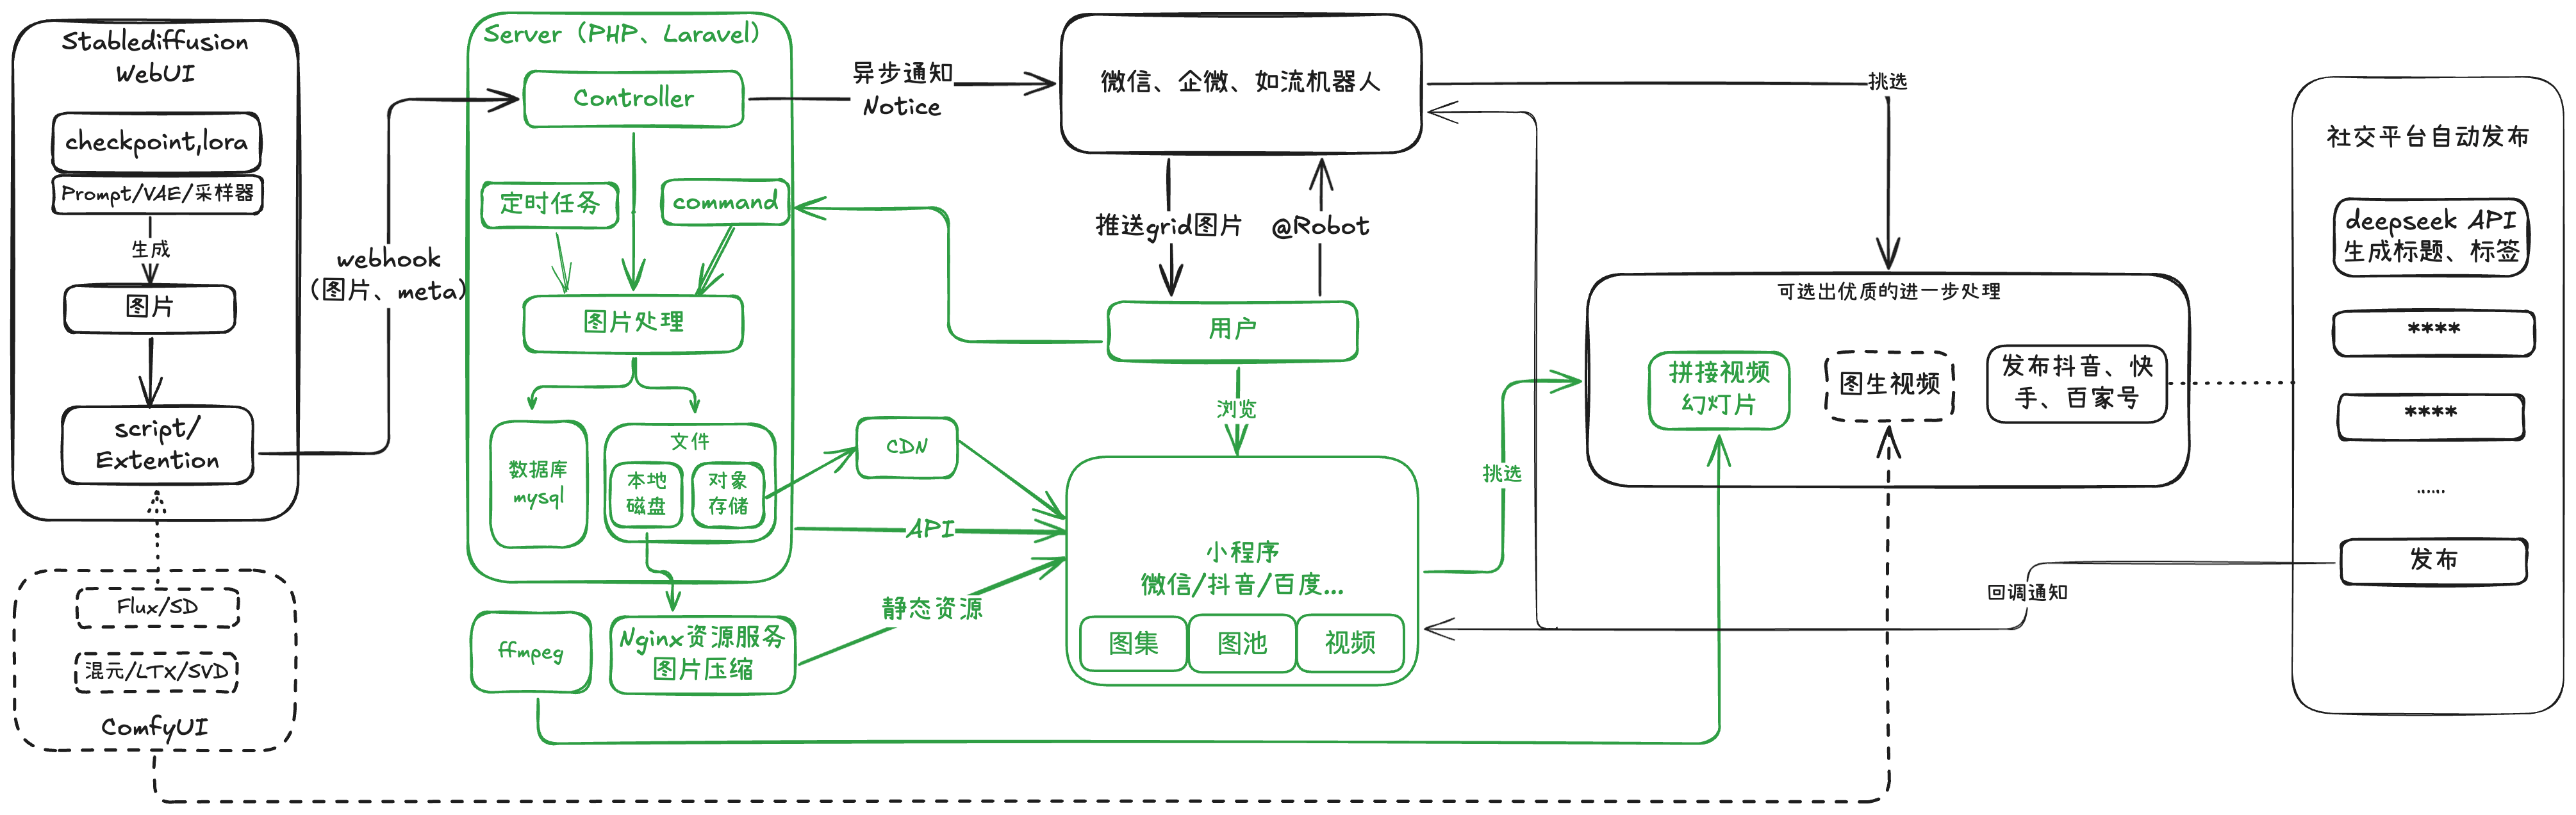 Stablediffusion
WebUI
checkpoint,lora
Prompt/VAE/采样器
生成
图片
script/
Extention
Flux/SD
混元/LTX/SVD
ComfyUI
webhook
(图片、meta)
Server（PHP、Laravel）
Controller
定时任务
command
图片处理
数据库
mysql
文件
本地
磁盘
对象
存储
ffmpeg
Nginx资源服务
图片压缩
CDN
API
静态资源
异步通知
Notice
微信、企微、如流机器人
推送grid图片
@Robot
用户
浏览
小程序
微信/抖音/百度...
图集
图池
视频
挑选
挑选
可选出优质的进一步处理
拼接视频
幻灯片
图生视频
发布抖音、快
手、百家号
回调通知
社交平台自动发布
deepseek API
生成标题、标签
****
****
......
发布